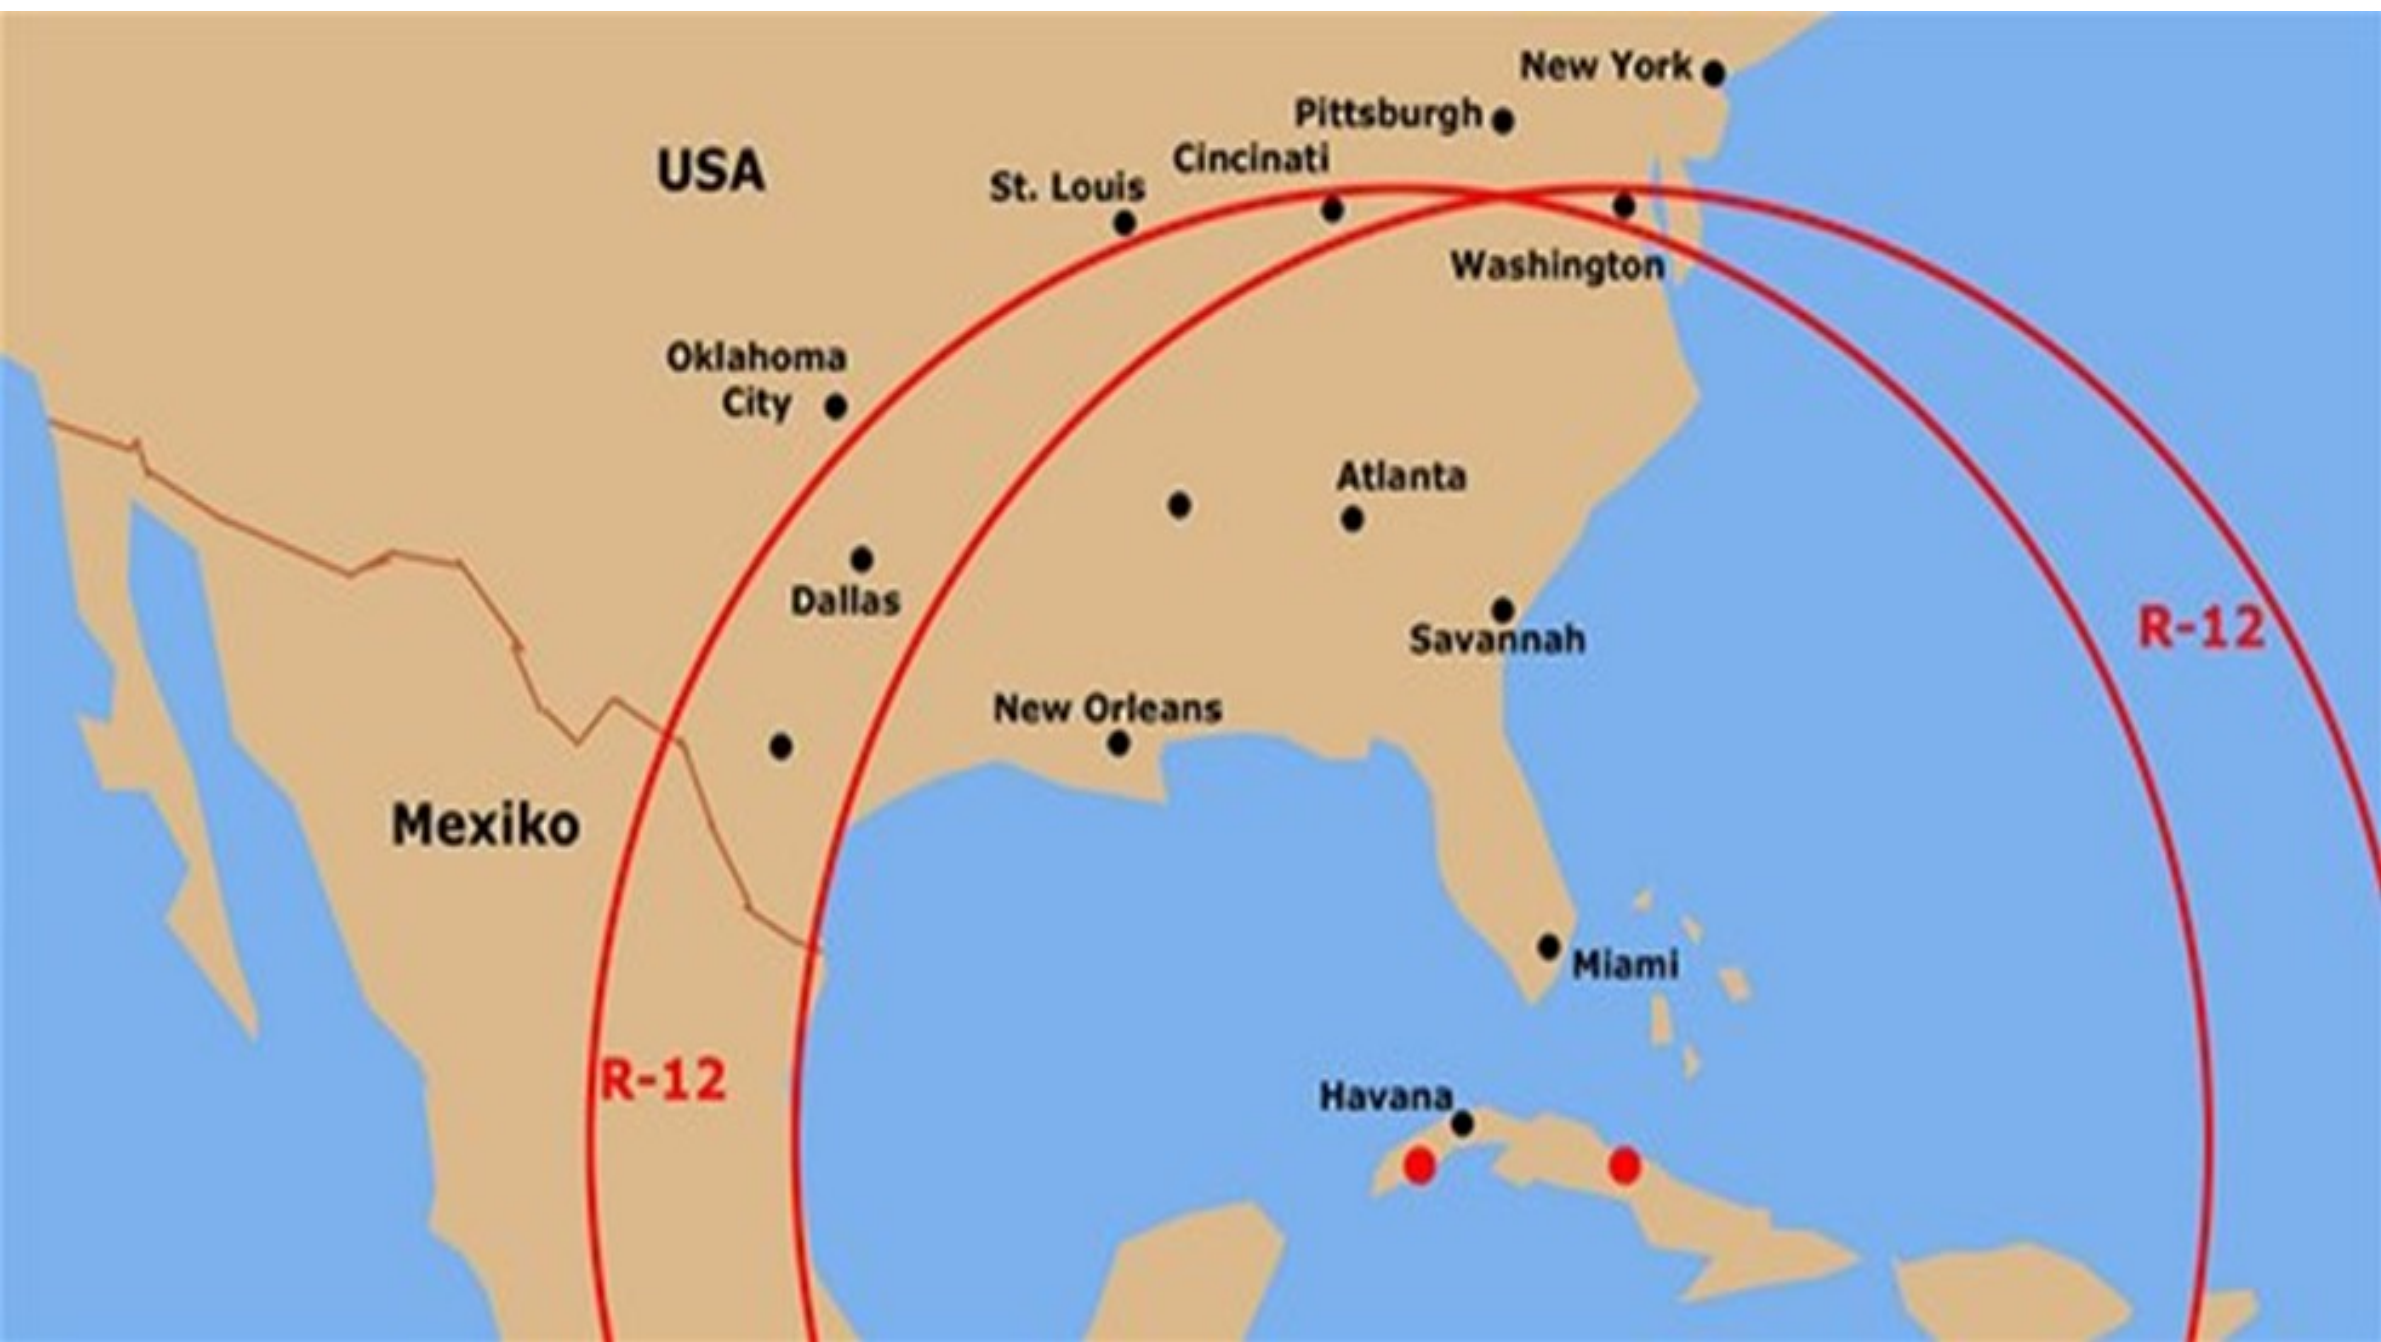 New York
Pittsburgh
Cincinati
USA
St. Louis
Washington
Oklahoma
City
Atlanta
Dallas
R-12
Savannah
New Orleans
Mexiko
Miami
R-12
Havana